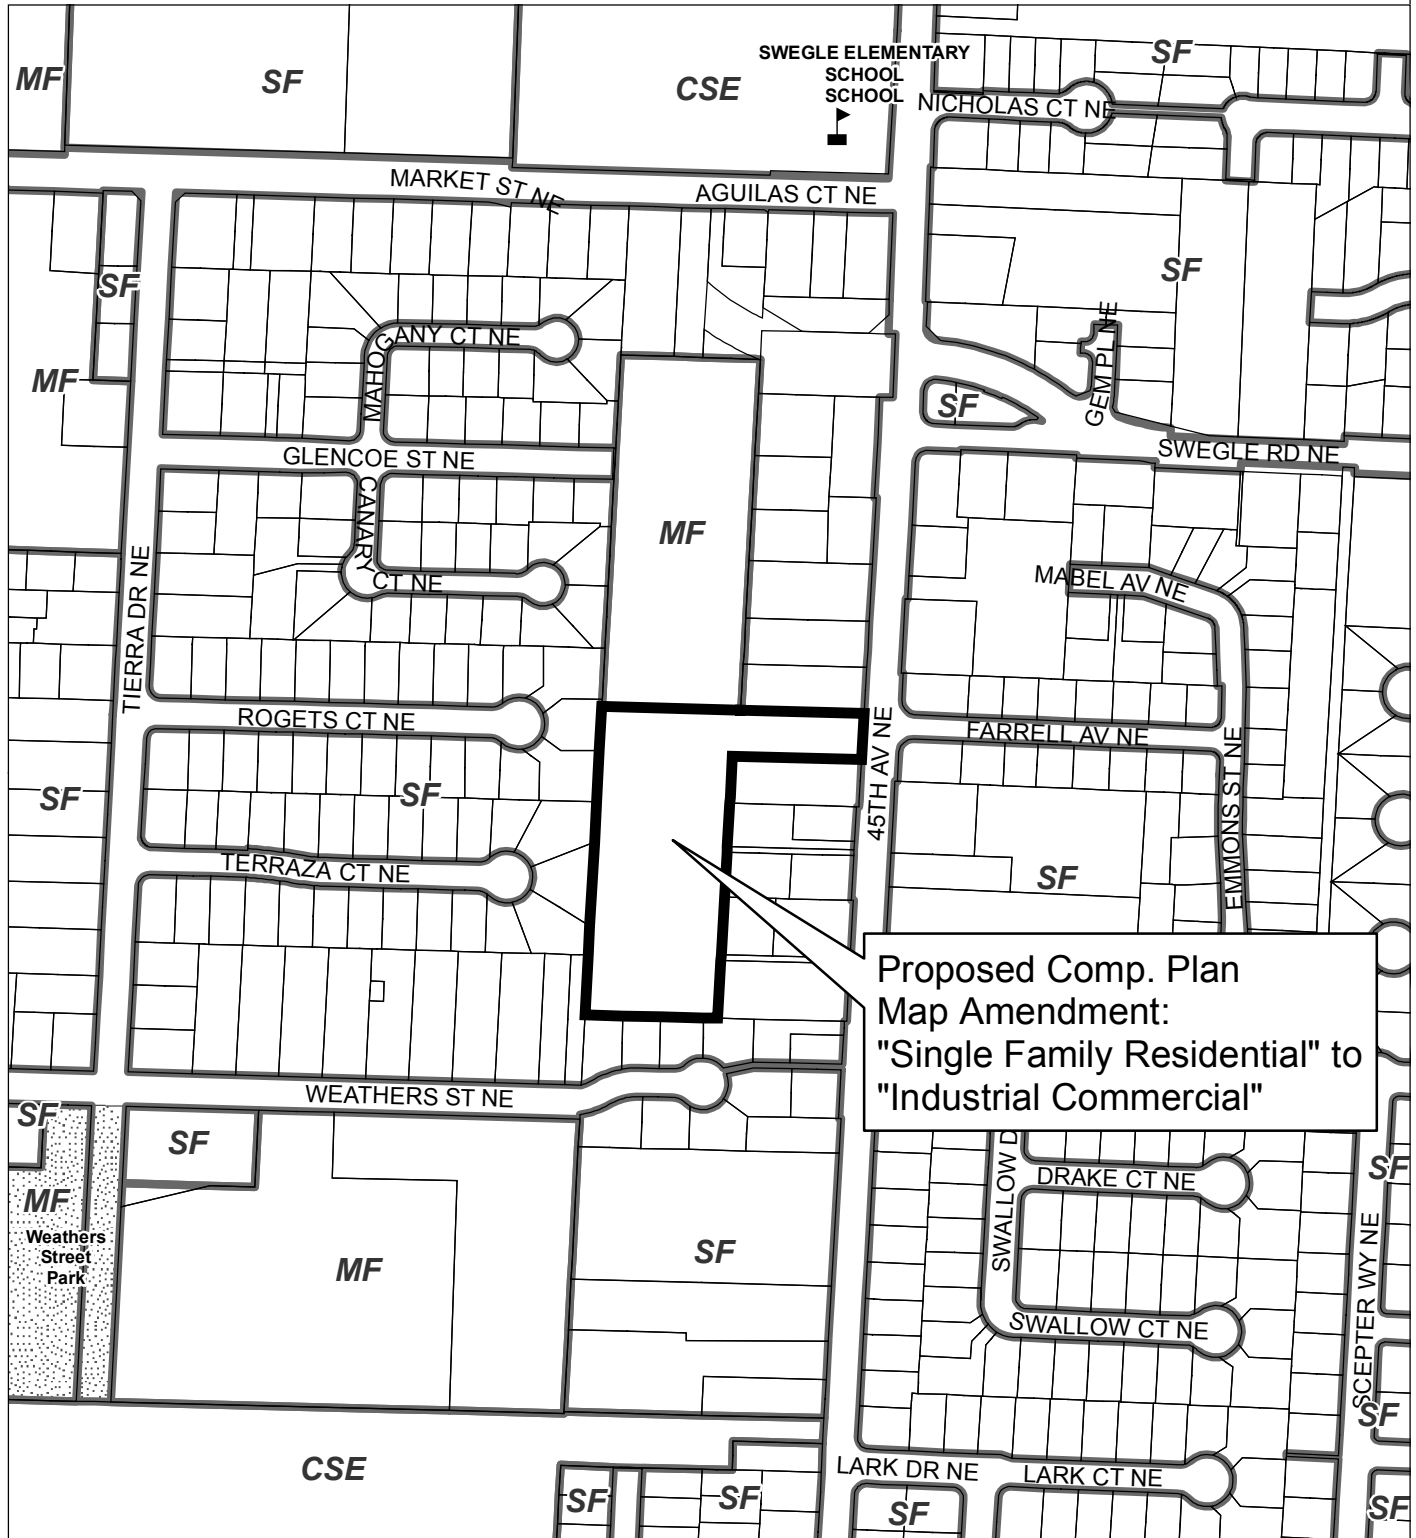 SWEGLE ELEMENTARY
SCHOOL
SCHOOL
SF
MF
SF
CSE
NICHOLAS CT NE
MARKET ST NE
AGUILAS CT NE
SF
SF
MAHOGANY CT NE
GEM PL NE
MF
SF
GLENCOE ST NE
SWEGLE RD NE
CANARY CT NE
MF
MABEL AV NE
TIERRA DR NE
ROGETS CT NE
FARRELL AV NE
45TH AV NE
EMMONS ST NE
SF
SF
TERRAZA CT NE
SF
Proposed Comp. Plan
Map Amendment:
"Single Family Residential" to
"Industrial Commercial"
WEATHERS ST NE
SF
SF
SWALLOW D
DRAKE CT NE
SF
MF
Weathers
Street
Park
MF
SF
SCEPTER WY NE
SWALLOW CT NE
SF
CSE
LARK DR NE
LARK CT NE
SF
SF
SF
SF